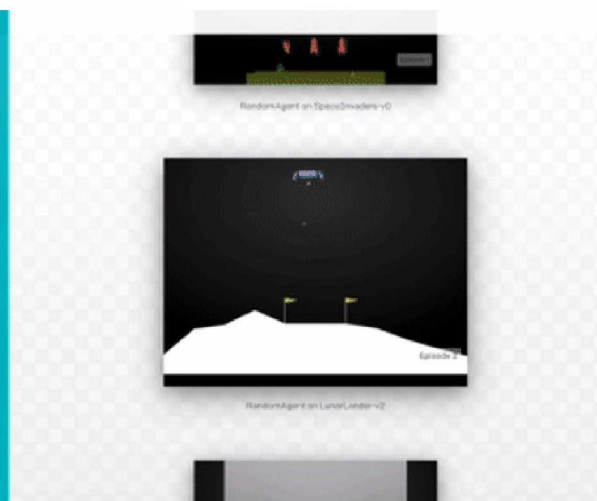 RandomAgent on SpaceInvaders-v0
Episode 2
RandomAgent on LunarLander-v2